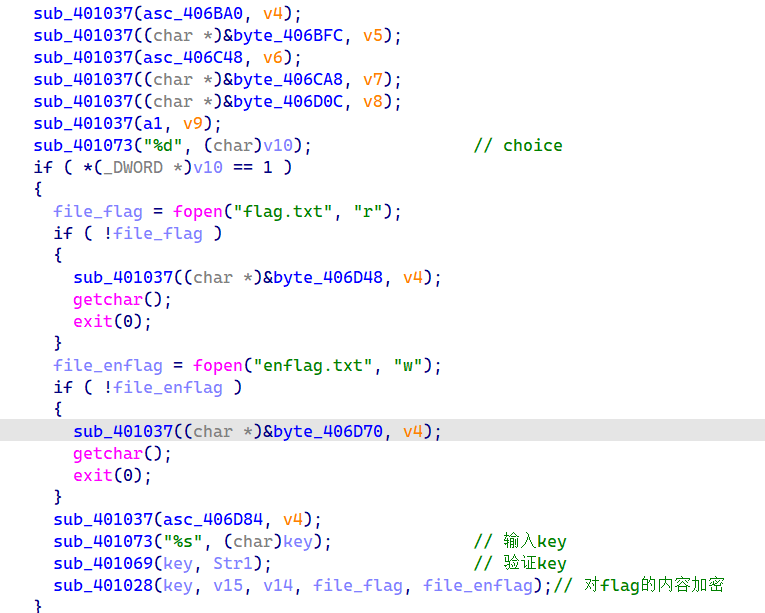 sub_401037(asc_406BA0, v4);
sub_401037((char *)&byte_406BFC, v5);
sub_401037(asc_406C48, v6);
sub_401037((char *)&byte_406CA8, v7);
sub_401037((char *)&byte_406D0C, v8);
sub_401037(a1, v9);
sub_401073("%d", (char)v10); // choice
if ( *(_DWORD *)v10 == 1 )
{
file_flag = fopen("flag.txt", "r");
if ( !file_flag )
{
sub_401037((char *)&byte_406D48, v4);
getchar();
exit(0);
}
file_enflag = fopen("enflag.txt", "w");
if ( !file_enflag )
{
sub_401037((char *)&byte_406D70, v4);
getchar();
exit(0);
}
sub_401037(asc_406D84, v4);
sub_401073("%s", (char)key); // 输入key
sub_401069(key, Str1); // 验证key
sub_401028(key, v15, v14, file_flag, file_enflag);// 对flag的内容加密
}